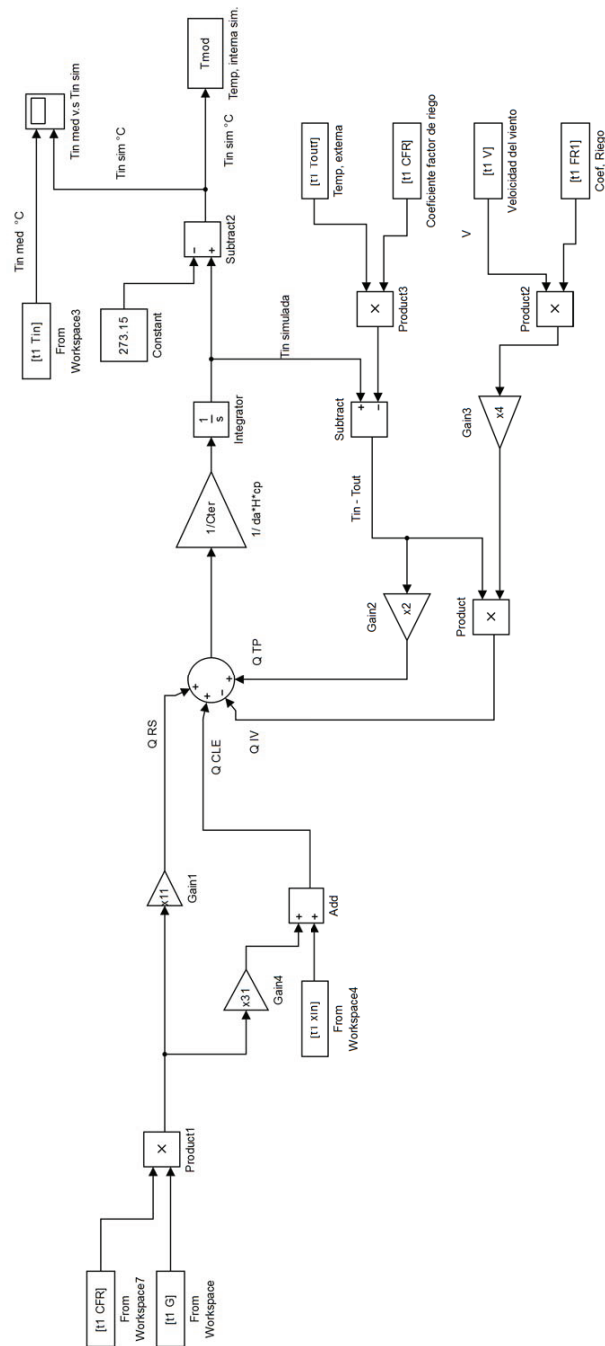 [t1 CFR]
From
Workspace7
[t1 G]
From
Workspace
×
Product1
x11
Gain1
x31
Gain4
[t1 xin]
From
Workspace4
+
+
Add
Q RS
Q CLE
Q IV
Q TP
+
+
−
+
1/Cter
1/ da*H*cp
1
s
Integrator
[t1 Tin]
From
Workspace3
Tin med °C
273.15
Constant
−
+
Subtract2
Tin sim °C
Tin sim °C
Tin med v.s Tin sim
Tmod
Temp, interna sim.
Tin simulada
[t1 Toutf]
Temp, externa
[t1 CFR]
Coeficiente factor de riego
×
Product3
+
−
Subtract
Tin - Tout
x2
Gain2
×
Product
[t1 V]
Veloicidad del viento
V
[t1 FR1]
Coef, Riego
×
Product2
x4
Gain3